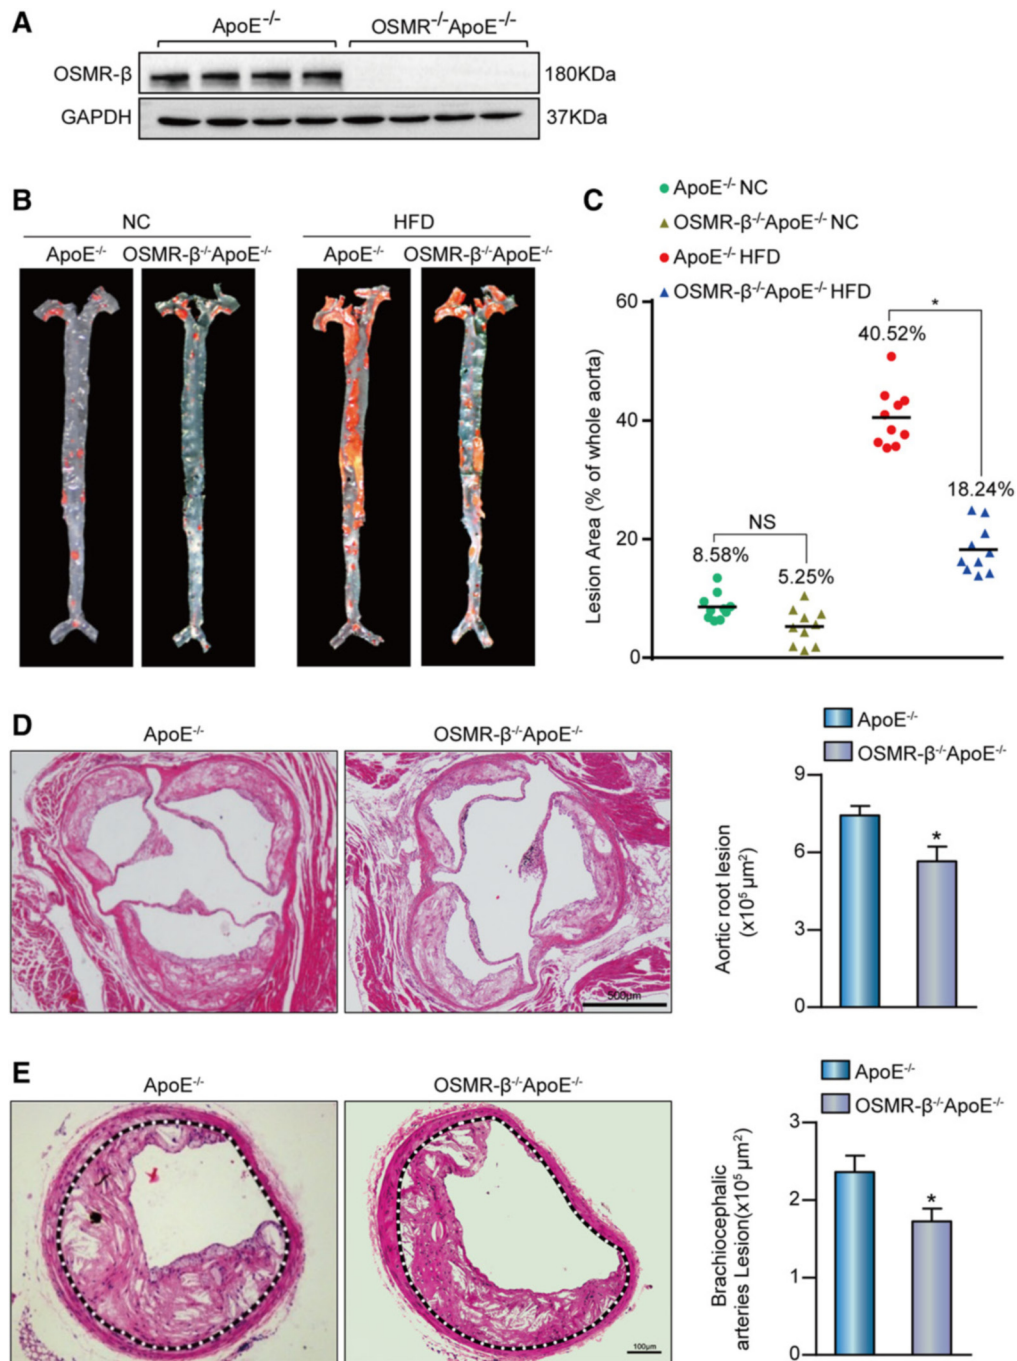 A
ApoE⁻/⁻ OSMR⁻/⁻ApoE⁻/⁻
OSMR-β 180KDa
GAPDH 37KDa
B
NC HFD
ApoE⁻/⁻ OSMR-β⁻/⁻ApoE⁻/⁻ ApoE⁻/⁻ OSMR-β⁻/⁻ApoE⁻/⁻
C
ApoE⁻/⁻ NC
OSMR-β⁻/⁻ApoE⁻/⁻ NC
ApoE⁻/⁻ HFD
OSMR-β⁻/⁻ApoE⁻/⁻ HFD
Lesion Area (% of whole aorta)
60
40
20
0
*
40.52%
18.24%
NS
8.58%
5.25%
D
ApoE⁻/⁻ OSMR-β⁻/⁻ApoE⁻/⁻
500μm
ApoE⁻/⁻
OSMR-β⁻/⁻ApoE⁻/⁻
Aortic root lesion
(x10⁵ μm²)
9
6
3
0
*
E
ApoE⁻/⁻ OSMR-β⁻/⁻ApoE⁻/⁻
100μm
ApoE⁻/⁻
OSMR-β⁻/⁻ApoE⁻/⁻
Brachiocephalic
arteries Lesion(x10⁵ μm²)
3
2
1
0
*